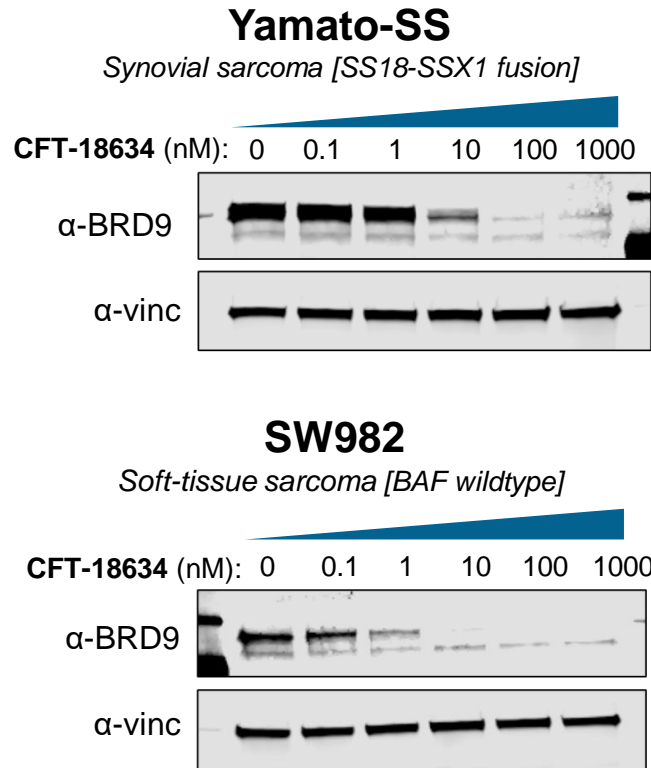 Yamato-SS
Synovial sarcoma [SS18-SSX1 fusion]
CFT-18634 (nM): 0 0.1 1 10 100 1000
α-BRD9
α-vinc
SW982
Soft-tissue sarcoma [BAF wildtype]
CFT-18634 (nM): 0 0.1 1 10 100 1000
α-BRD9
α-vinc